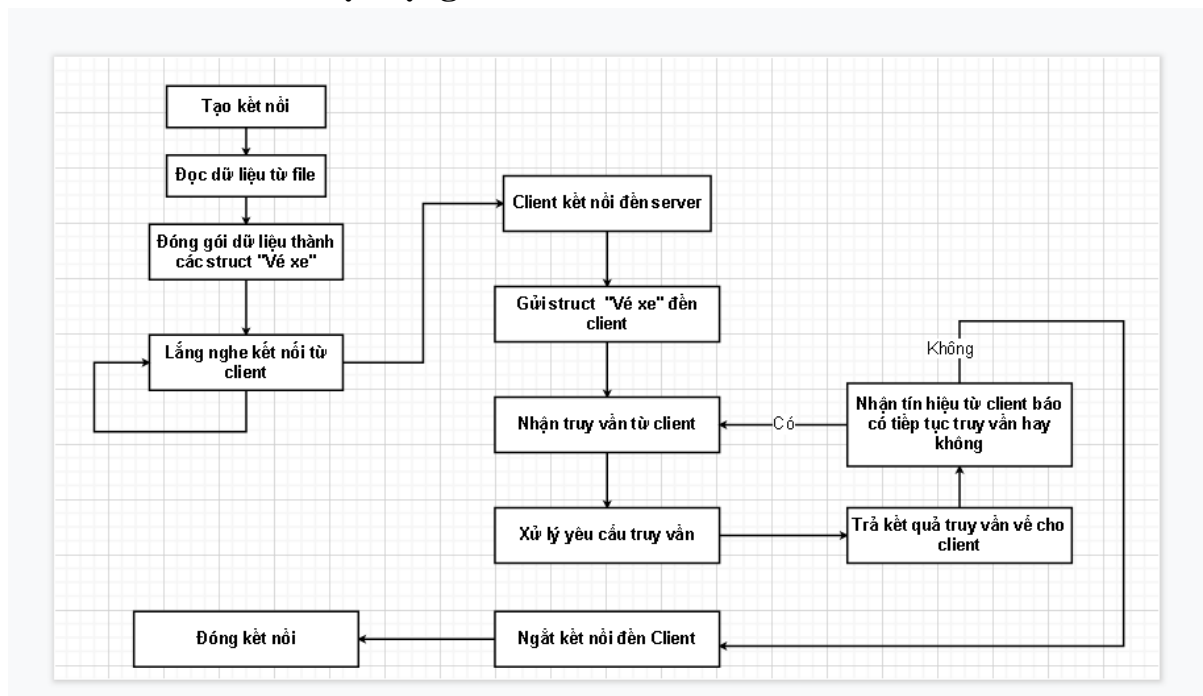 Tạo kết nối
Đọc dữ liệu từ file
Đóng gói dữ liệu thành
các struct "Vé xe"
Lắng nghe kết nối từ
client
Client kết nối đến server
Gửi struct "Vé xe" đến
client
Nhận truy vấn từ client
Xử lý yêu cầu truy vấn
Trả kết quả truy vấn về cho
client
Nhận tín hiệu từ client báo
có tiếp tục truy vấn hay
không
Có
Không
Ngắt kết nối đến Client
Đóng kết nối